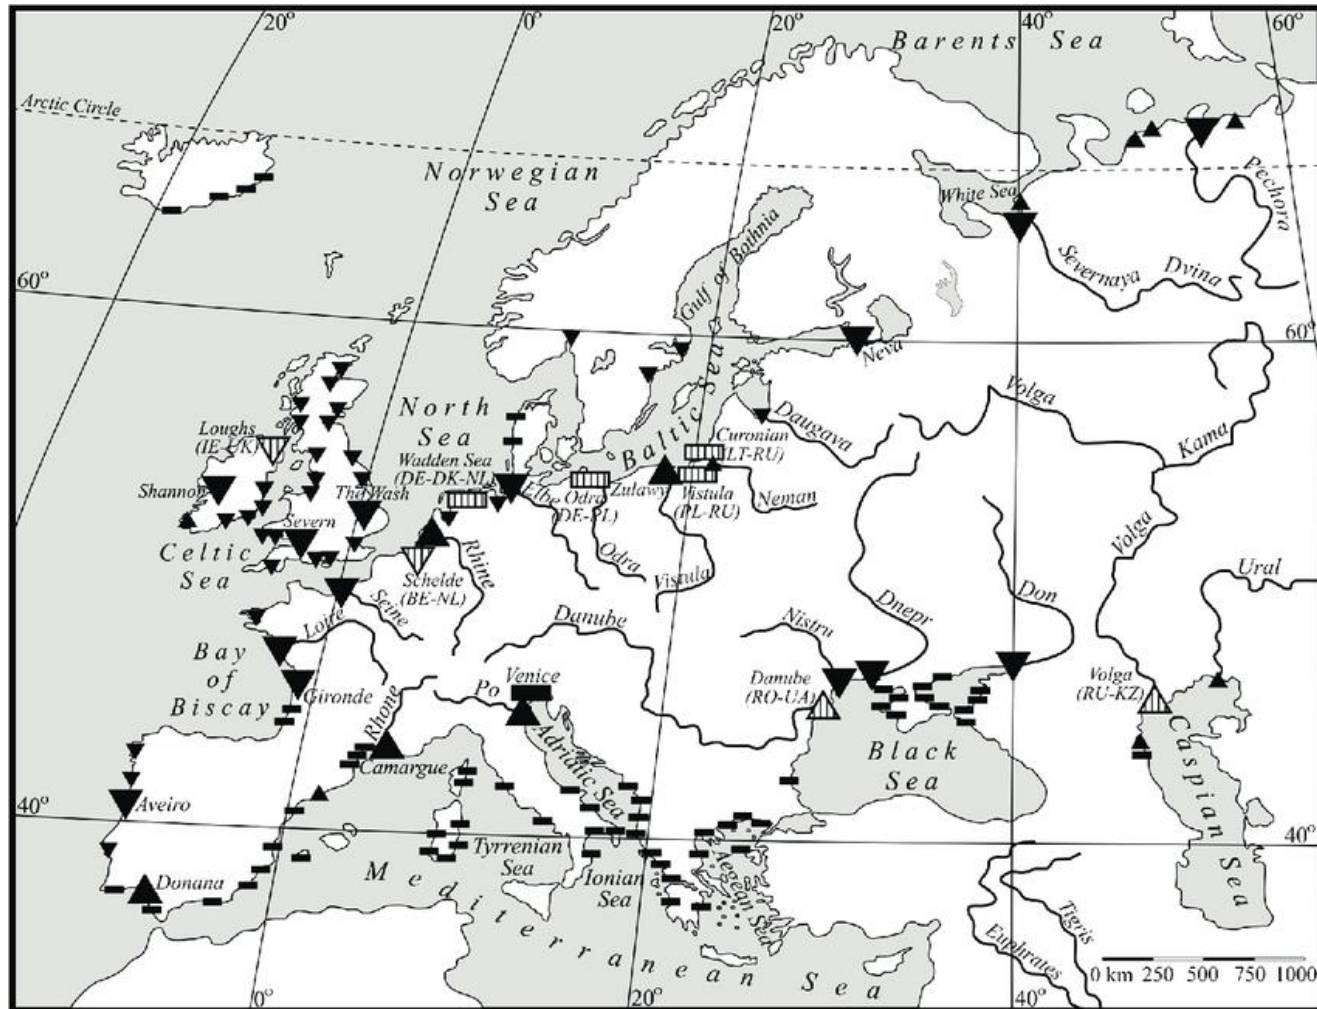 20° 0° 20° 40° 60°
Barents Sea
Arctic Circle
Norwegian
Sea
White Sea
Pechora
Severnaya Dvina
Gulf of Bothnia
60°
60°
Neva
North
Sea
Baltic Sea
Volga
Kama
Loughs
(IE-UK)
Wadden Sea
(DE-DK-NL)
Curonian
(LT-RU)
Daugava
Shannon
The Wash
Severn
Elbe
Odra
(DE-PL)
Zulawy
Vistula
(PL-RU)
Neman
Celtic
Sea
Schelde
(BE-NL)
Rhine
Odra
Vistula
Volga
Ural
Seine
Loire
Danube
Nistru
Dnepr
Don
Bay
of
Biscay
Gironde
Rhone
Po
Venice
Danube
(RO-UA)
Volga
(RU-KZ)
Camargue
Adriatic Sea
Black
Sea
Caspian Sea
Aveiro
40°
40°
Donana
Tyrrenian
Sea
Ionian
Sea
Aegean Sea
Mediterranean Sea
Euphrates
Tigris
0 km 250 500 750 1000
0° 20° 40°